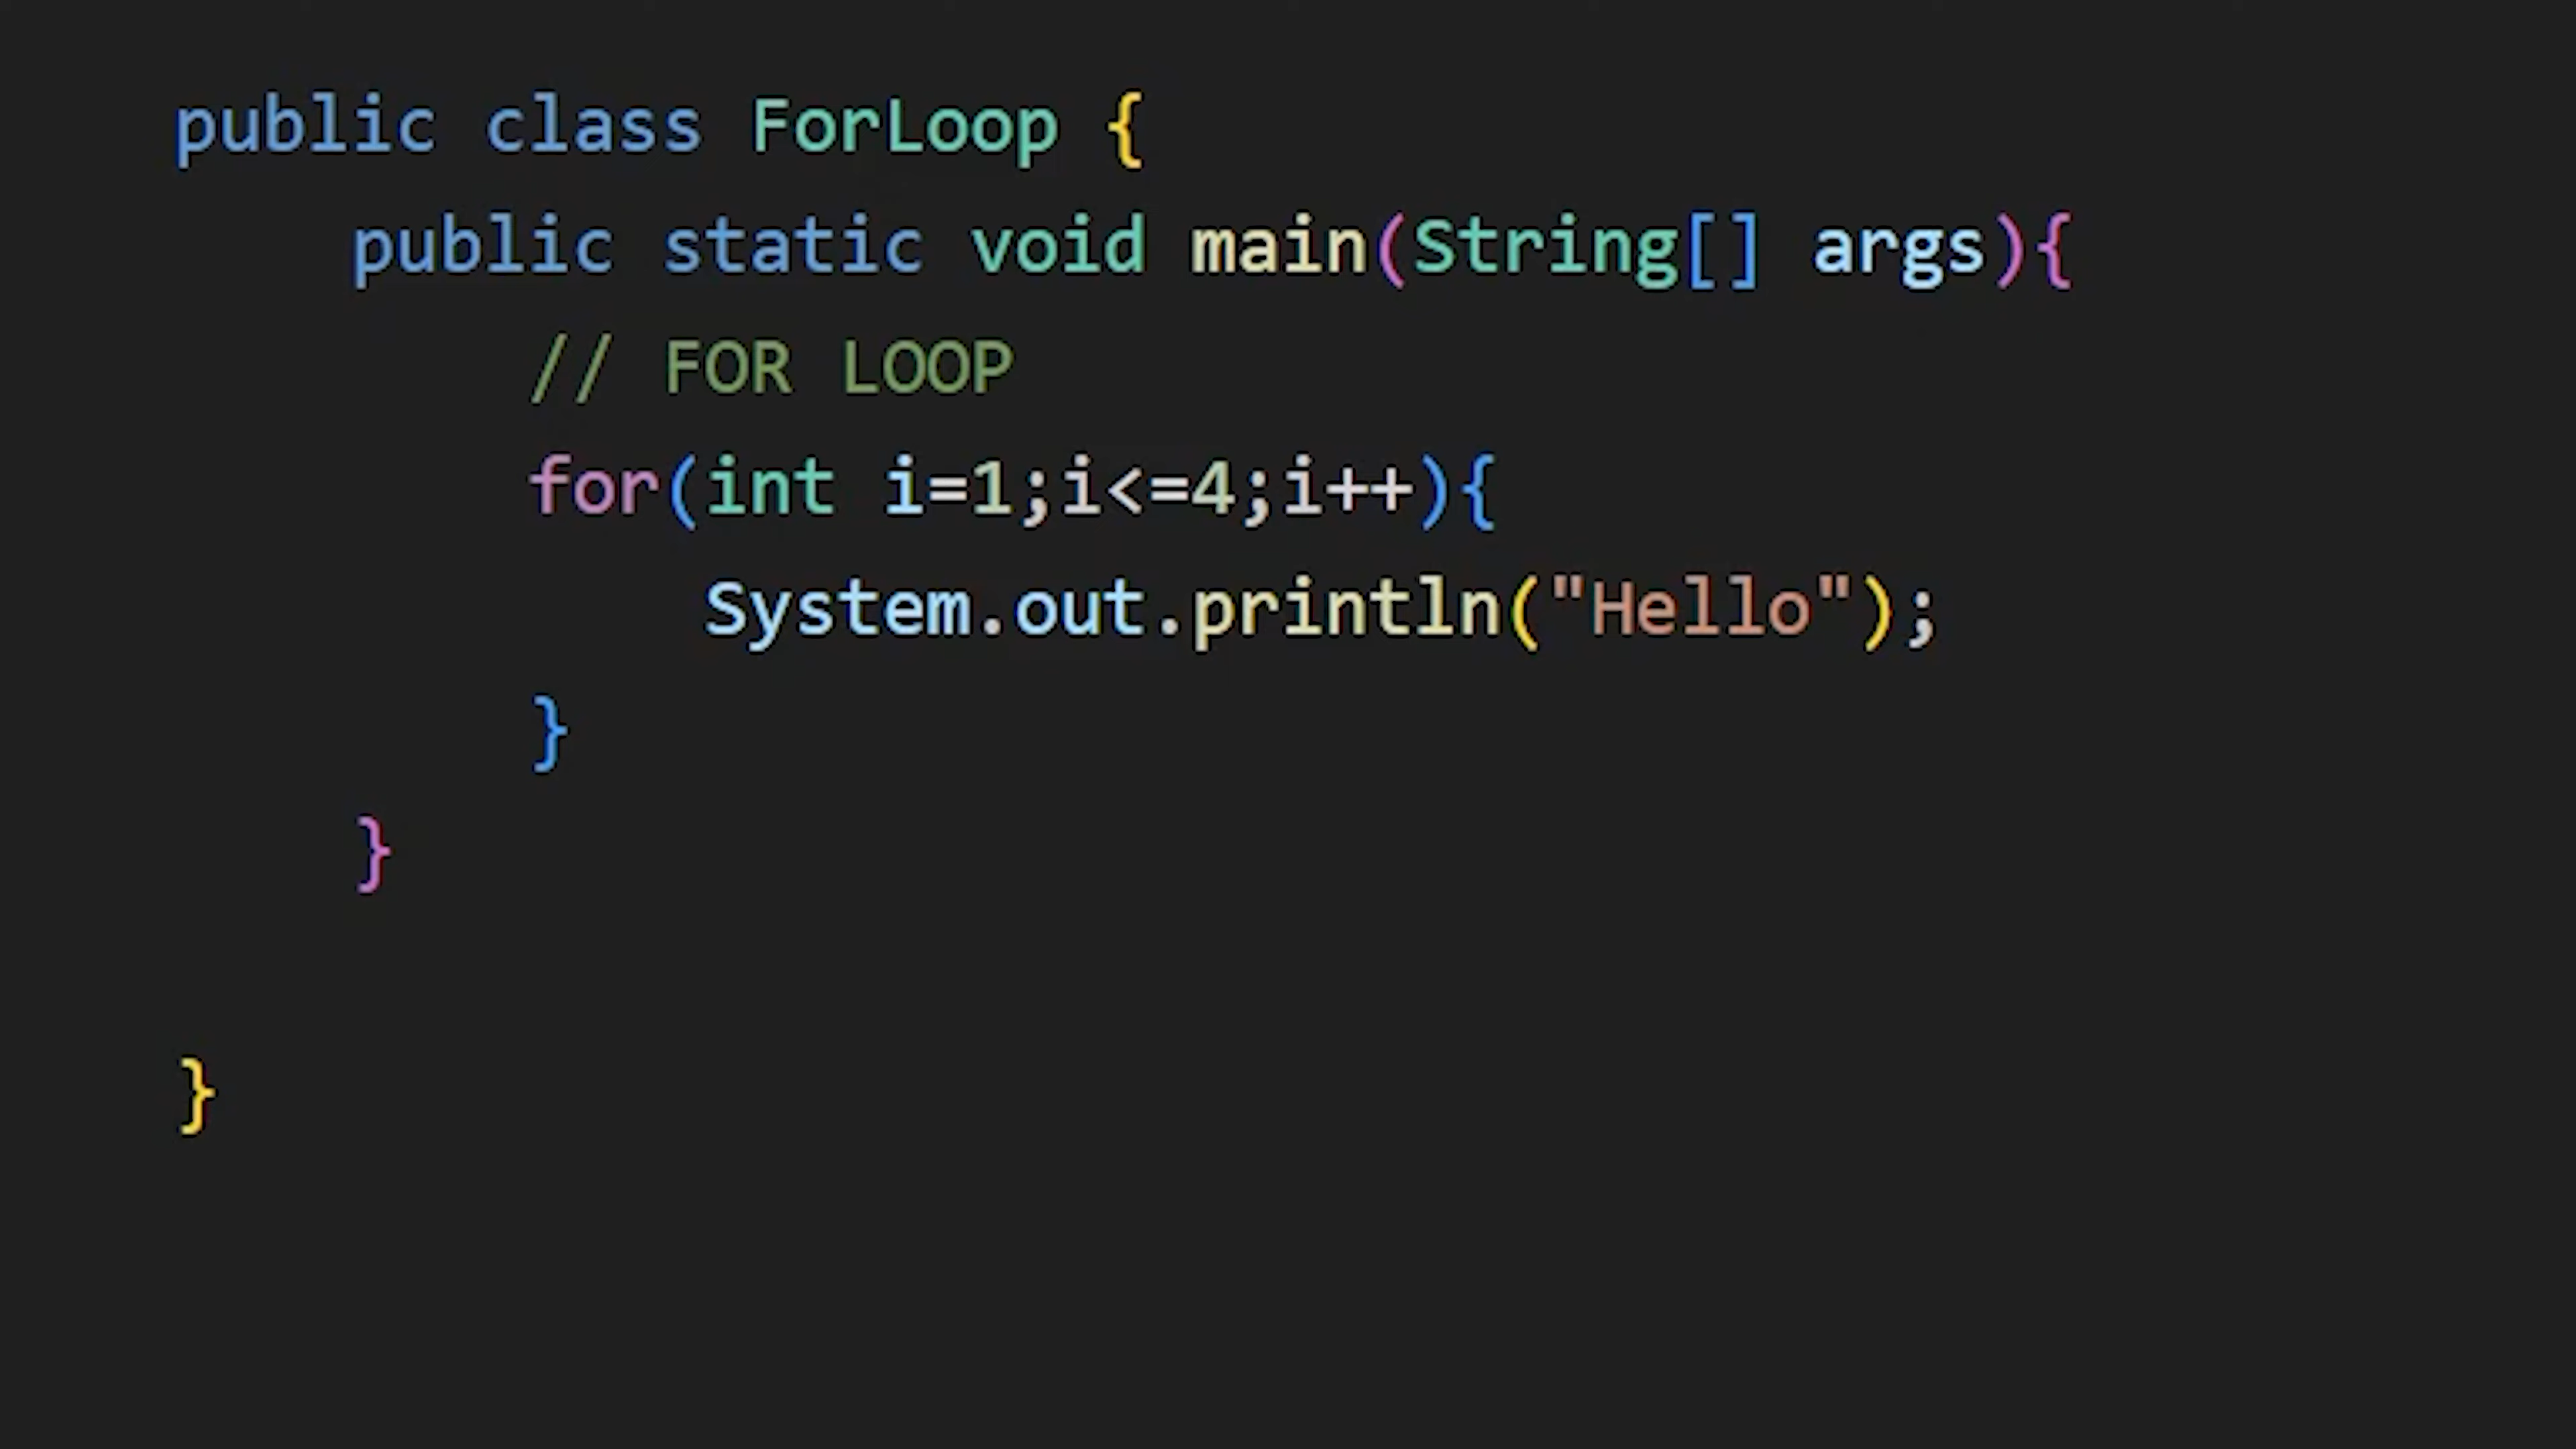 public class ForLoop {
    public static void main(String[] args){
        // FOR LOOP
        for(int i=1;i<=4;i++){
            System.out.println("Hello");
        }
    }
}